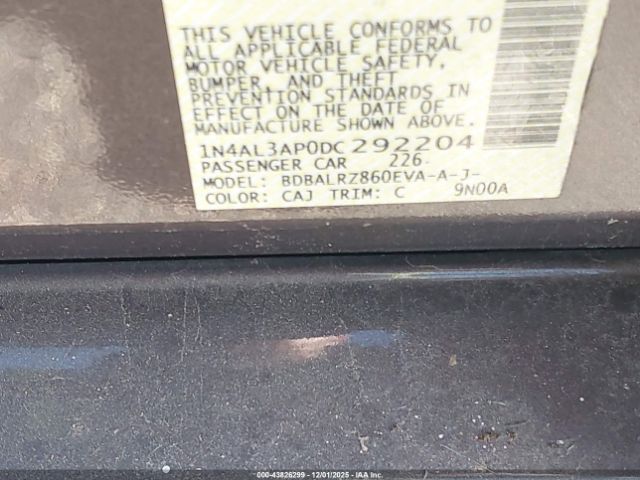 THIS VEHICLE CONFORMS TO
ALL APPLICABLE FEDERAL
MOTOR VEHICLE SAFETY,
BUMPER, AND THEFT
PREVENTION STANDARDS IN
EFFECT ON THE DATE OF
MANUFACTURE SHOWN ABOVE.
1N4AL3AP0DC292204
PASSENGER CAR 226
MODEL: BDBALRZ860EVA-A-J-
COLOR: CAJ TRIM: C 9N00A
000-43826299 - 12/01/2025 - IAAI.COM